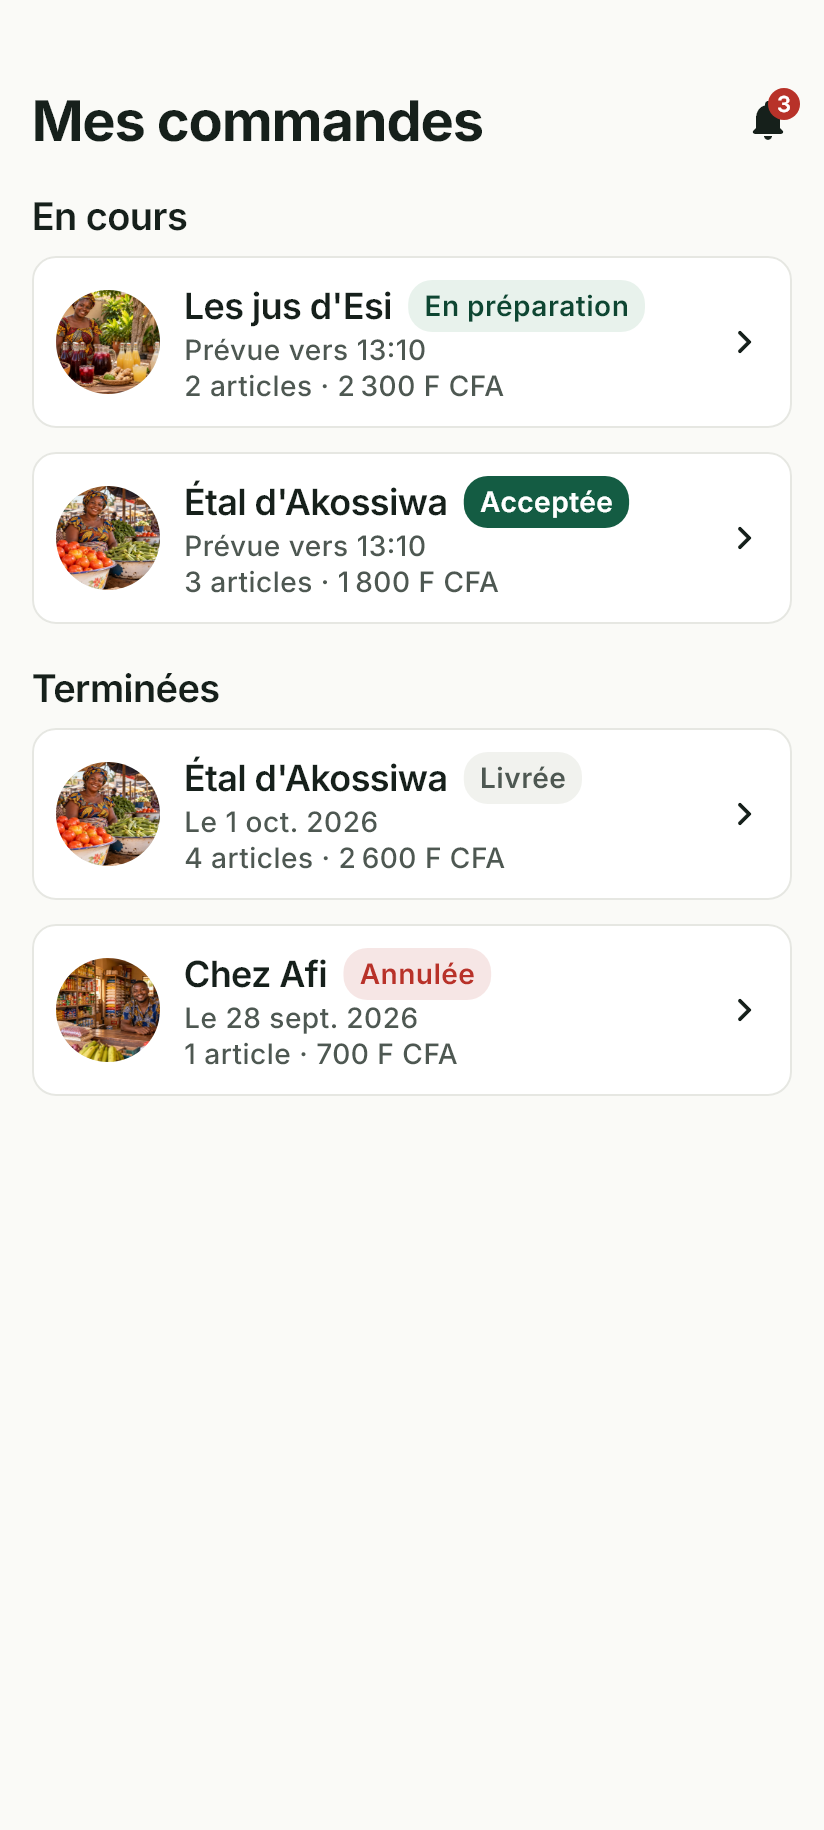 Mes commandes
3
En cours
Les jus d'Esi En préparation
Prévue vers 13:10
2 articles · 2 300 F CFA
Étal d'Akossiwa Acceptée
Prévue vers 13:10
3 articles · 1 800 F CFA
Terminées
Étal d'Akossiwa Livrée
Le 1 oct. 2026
4 articles · 2 600 F CFA
Chez Afi Annulée
Le 28 sept. 2026
1 article · 700 F CFA